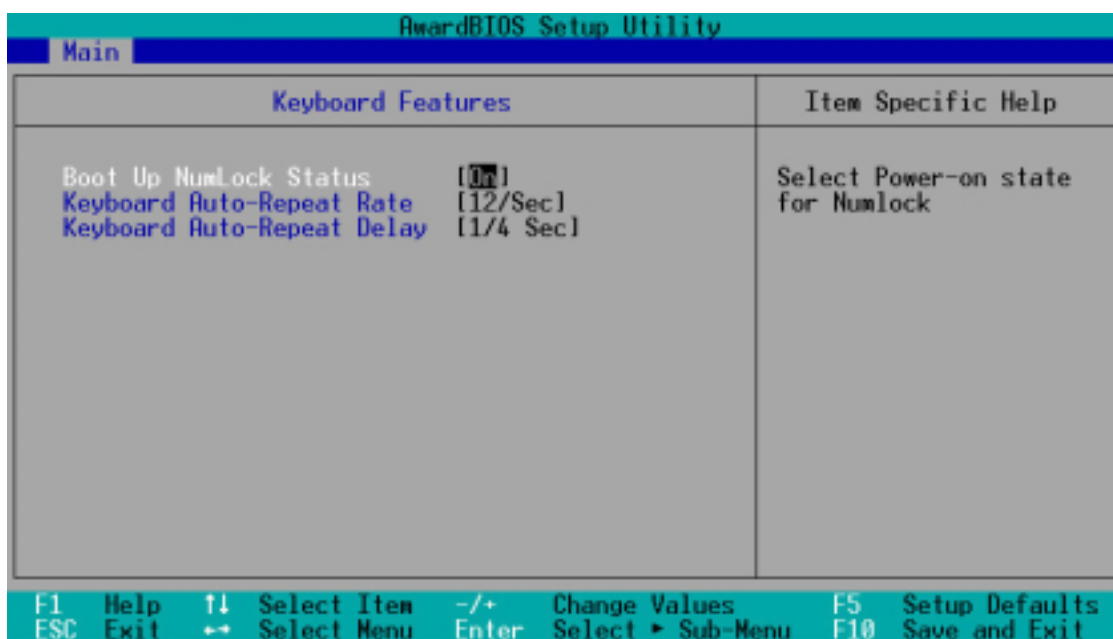 AwardBIOS Setup Utility
Main
Keyboard Features
Item Specific Help
Boot Up NumLock Status [On]
Keyboard Auto-Repeat Rate [12/Sec]
Keyboard Auto-Repeat Delay [1/4 Sec]
Select Power-on state
for Numlock
F1 Help ↑↓ Select Item -/+ Change Values F5 Setup Defaults
ESC Exit ←→ Select Menu Enter Select ► Sub-Menu F10 Save and Exit